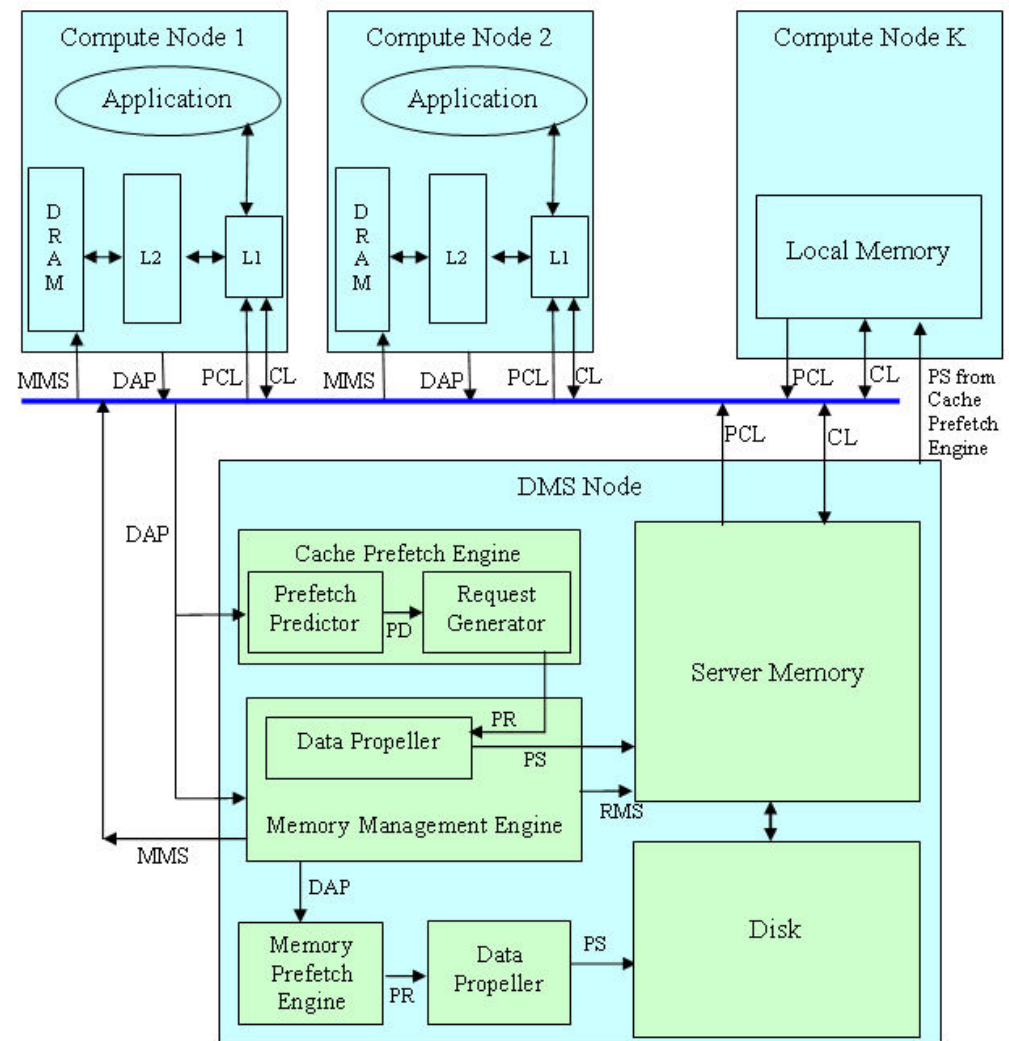 Compute Node 1
Compute Node 2
Compute Node K
Application
Application
D
R
A
M
L2
L1
D
R
A
M
L2
L1
Local Memory
MMS
DAP
PCL
CL
MMS
DAP
PCL
CL
PCL
CL
PS from
Cache
Prefetch
Engine
PCL
CL
DMS Node
DAP
Cache Prefetch Engine
Prefetch
Predictor
PD
Request
Generator
Server Memory
PR
Data Propeller
PS
RMS
Memory Management Engine
MMS
DAP
Memory
Prefetch
Engine
PR
Data
Propeller
PS
Disk